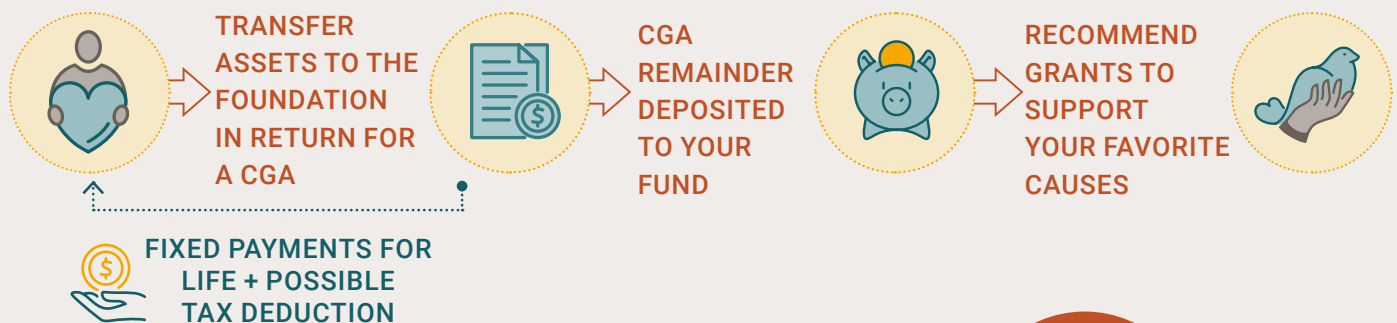 TRANSFER
ASSETS TO THE
FOUNDATION
IN RETURN FOR
A CGA
$
CGA
REMAINDER
DEPOSITED
TO YOUR
FUND
RECOMMEND
GRANTS TO
SUPPORT
YOUR FAVORITE
CAUSES
$
FIXED PAYMENTS FOR
LIFE + POSSIBLE
TAX DEDUCTION